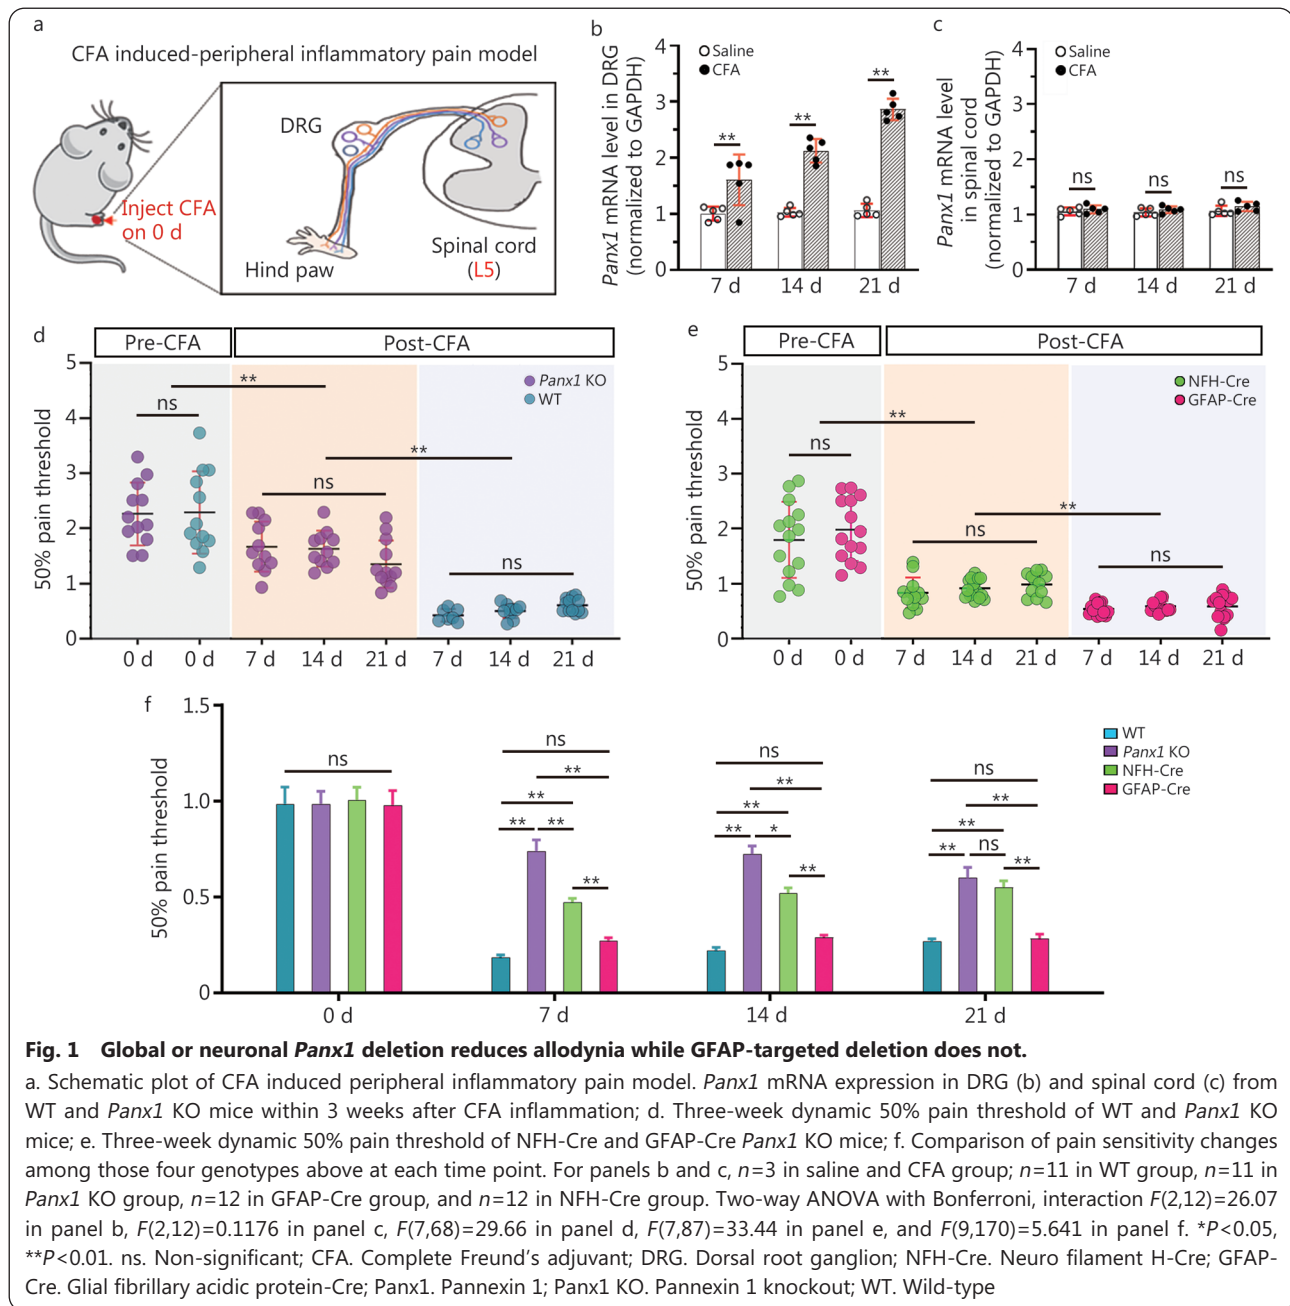 a
CFA induced-peripheral inflammatory pain model
DRG
Inject CFA
on 0 d
Hind paw
Spinal cord
(L5)
b
Panx1 mRNA level in DRG
(normalized to GAPDH)
Saline
CFA
4
3
2
1
0
**
**
**
7 d
14 d
21 d
c
Panx1 mRNA level
in spinal cord
(normalized to GAPDH)
Saline
CFA
4
3
2
1
0
ns
ns
ns
7 d
14 d
21 d
d
Pre-CFA
Post-CFA
50% pain threshold
5
4
3
2
1
0
Panx1 KO
WT
**
ns
**
ns
ns
0 d
0 d
7 d
14 d
21 d
7 d
14 d
21 d
e
Pre-CFA
Post-CFA
50% pain threshold
5
4
3
2
1
0
NFH-Cre
GFAP-Cre
**
ns
**
ns
ns
0 d
0 d
7 d
14 d
21 d
7 d
14 d
21 d
f
50% pain threshold
1.5
1.0
0.5
0
WT
Panx1 KO
NFH-Cre
GFAP-Cre
ns
ns
**
**
** **
**
ns
**
**
** *
**
ns
**
**
** ns
**
0 d
7 d
14 d
21 d
Fig. 1 Global or neuronal Panx1 deletion reduces allodynia while GFAP-targeted deletion does not.
a. Schematic plot of CFA induced peripheral inflammatory pain model. Panx1 mRNA expression in DRG (b) and spinal cord (c) from
WT and Panx1 KO mice within 3 weeks after CFA inflammation; d. Three-week dynamic 50% pain threshold of WT and Panx1 KO
mice; e. Three-week dynamic 50% pain threshold of NFH-Cre and GFAP-Cre Panx1 KO mice; f. Comparison of pain sensitivity changes
among those four genotypes above at each time point. For panels b and c, n=3 in saline and CFA group; n=11 in WT group, n=11 in
Panx1 KO group, n=12 in GFAP-Cre group, and n=12 in NFH-Cre group. Two-way ANOVA with Bonferroni, interaction F(2,12)=26.07
in panel b, F(2,12)=0.1176 in panel c, F(7,68)=29.66 in panel d, F(7,87)=33.44 in panel e, and F(9,170)=5.641 in panel f. *P<0.05,
**P<0.01. ns. Non-significant; CFA. Complete Freund's adjuvant; DRG. Dorsal root ganglion; NFH-Cre. Neuro filament H-Cre; GFAP-
Cre. Glial fibrillary acidic protein-Cre; Panx1. Pannexin 1; Panx1 KO. Pannexin 1 knockout; WT. Wild-type